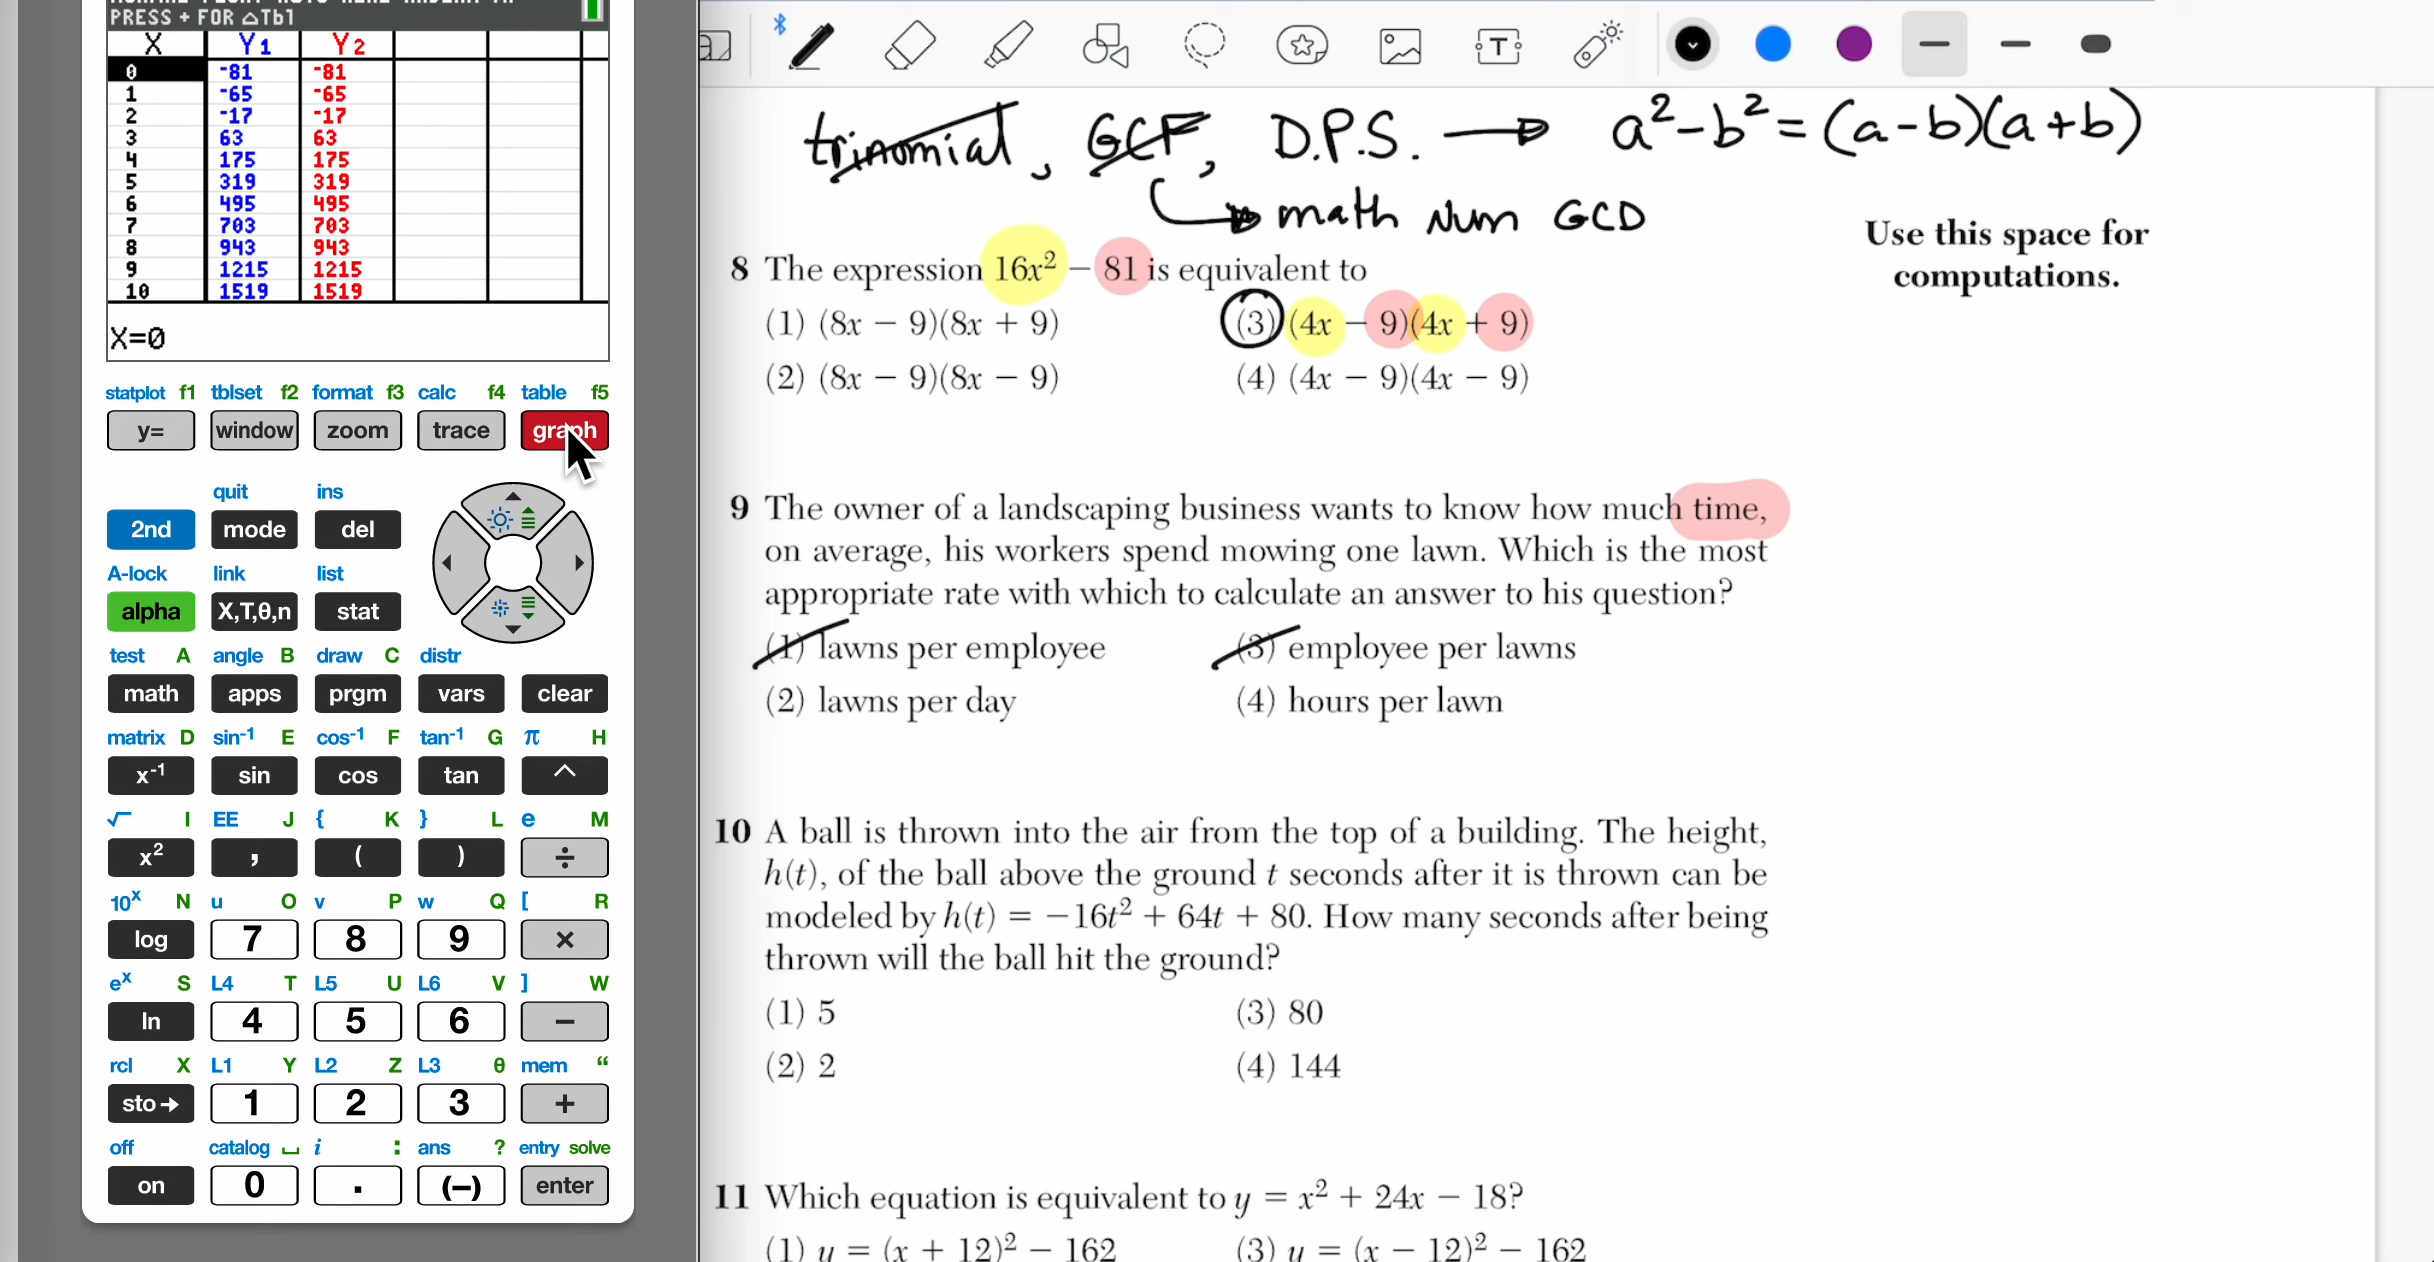 PRESS + FOR △Tbl
X Y1 Y2
0 -81 -81
1 -65 -65
2 -17 -17
3 63 63
4 175 175
5 319 319
6 495 495
7 703 703
8 943 943
9 1215 1215
10 1519 1519
X=0
statplot f1 tblset f2 format f3 calc f4 table f5
y= window zoom trace graph
quit ins
2nd mode del
A-lock link list
alpha X,T,θ,n stat
test A angle B draw C distr
math apps prgm vars clear
matrix D sin⁻¹ E cos⁻¹ F tan⁻¹ G π H
x⁻¹ sin cos tan ^
√ I EE J { K } L e M
x² , ( ) ÷
10ˣ N u O v P w Q [ R
log 7 8 9 ×
eˣ S L4 T L5 U L6 V ] W
ln 4 5 6 −
rcl X L1 Y L2 Z L3 θ mem “
sto→ 1 2 3 +
off catalog ⎵ i : ans ? entry solve
on 0 . (−) enter
T
trinomial, GCF, D.P.S. → a²-b²=(a-b)(a+b)
→ math Num GCD
Use this space for
computations.
8 The expression 16x² − 81 is equivalent to
(1) (8x − 9)(8x + 9) (3) (4x − 9)(4x + 9)
(2) (8x − 9)(8x − 9) (4) (4x − 9)(4x − 9)
9 The owner of a landscaping business wants to know how much time,
on average, his workers spend mowing one lawn. Which is the most
appropriate rate with which to calculate an answer to his question?
(1) lawns per employee (3) employee per lawns
(2) lawns per day (4) hours per lawn
10 A ball is thrown into the air from the top of a building. The height,
h(t), of the ball above the ground t seconds after it is thrown can be
modeled by h(t) = −16t² + 64t + 80. How many seconds after being
thrown will the ball hit the ground?
(1) 5 (3) 80
(2) 2 (4) 144
11 Which equation is equivalent to y = x² + 24x − 18?
(1) y = (x + 12)² − 162 (3) y = (x − 12)² − 162